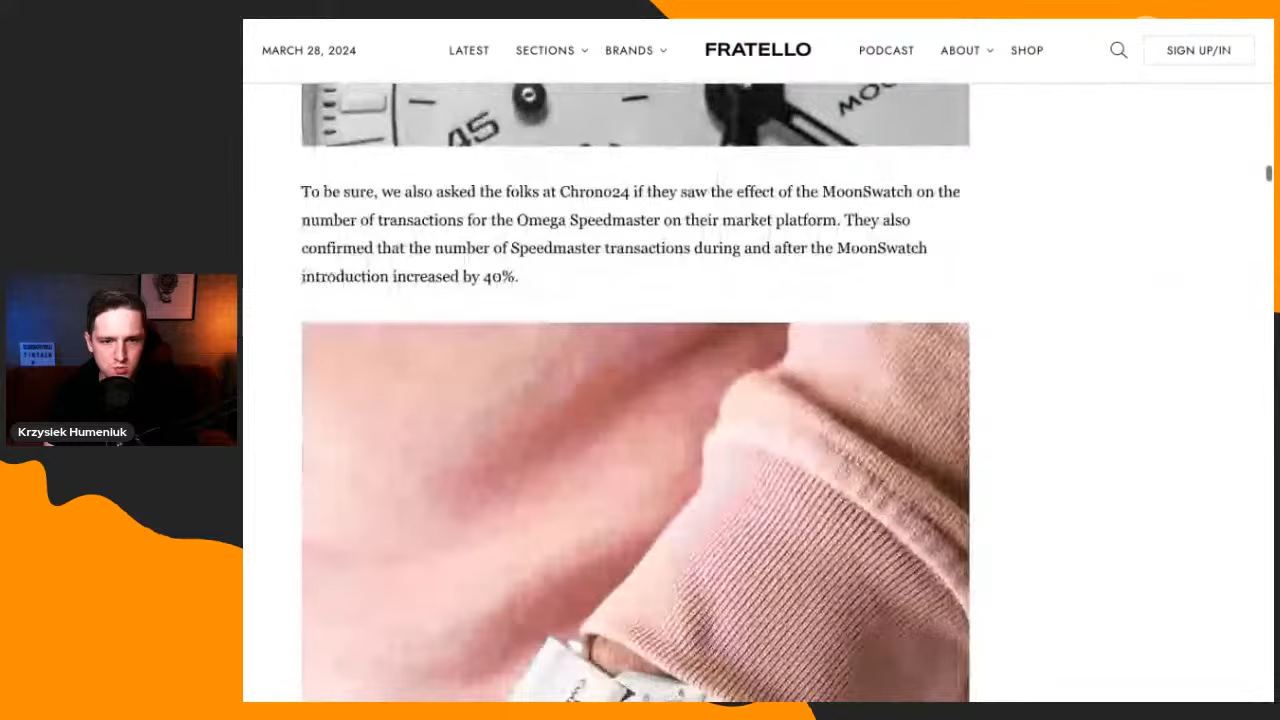 MARCH 28, 2024 LATEST SECTIONS BRANDS FRATELLO PODCAST ABOUT SHOP SIGN UP/IN
45
To be sure, we also asked the folks at Chrono24 if they saw the effect of the MoonSwatch on the
number of transactions for the Omega Speedmaster on their market platform. They also
confirmed that the number of Speedmaster transactions during and after the MoonSwatch
introduction increased by 40%.
Krzysiek Humeniuk